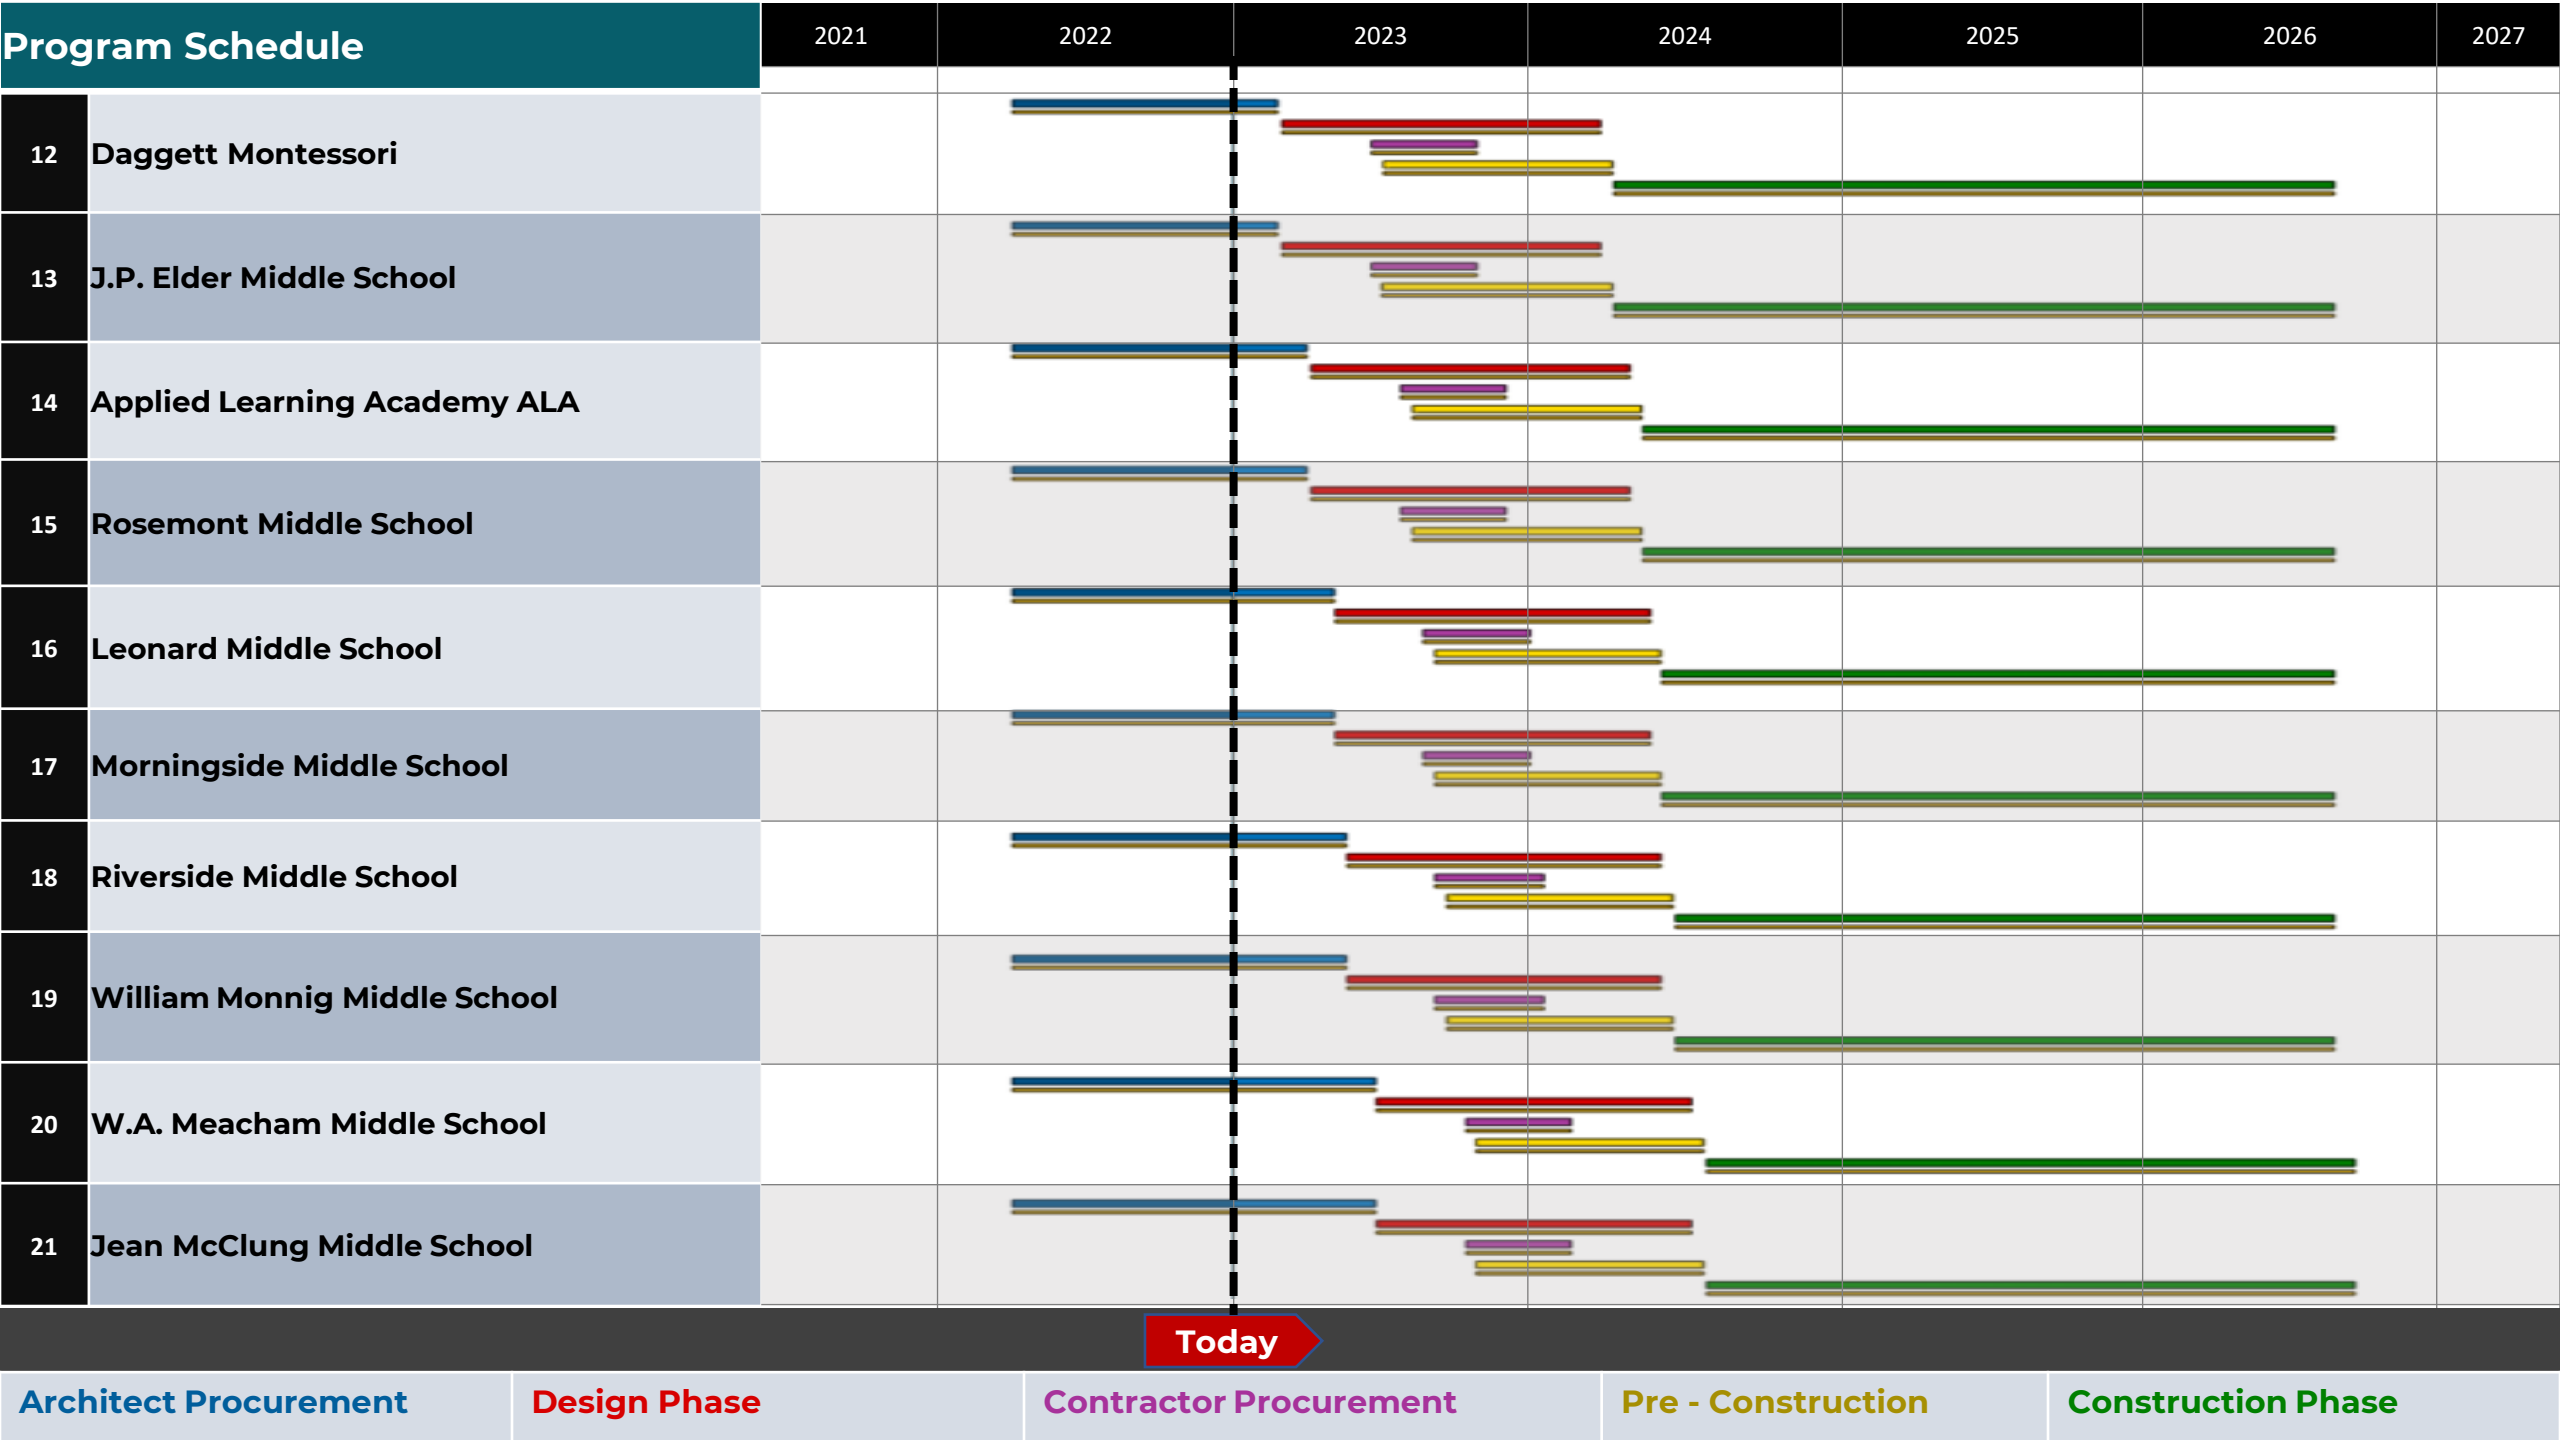 Program Schedule
2021 2022 2023 2024 2025 2026 2027
12 Daggett Montessori
13 J.P. Elder Middle School
14 Applied Learning Academy ALA
15 Rosemont Middle School
16 Leonard Middle School
17 Morningside Middle School
18 Riverside Middle School
19 William Monnig Middle School
20 W.A. Meacham Middle School
21 Jean McClung Middle School
Today
Architect Procurement Design Phase Contractor Procurement Pre - Construction Construction Phase